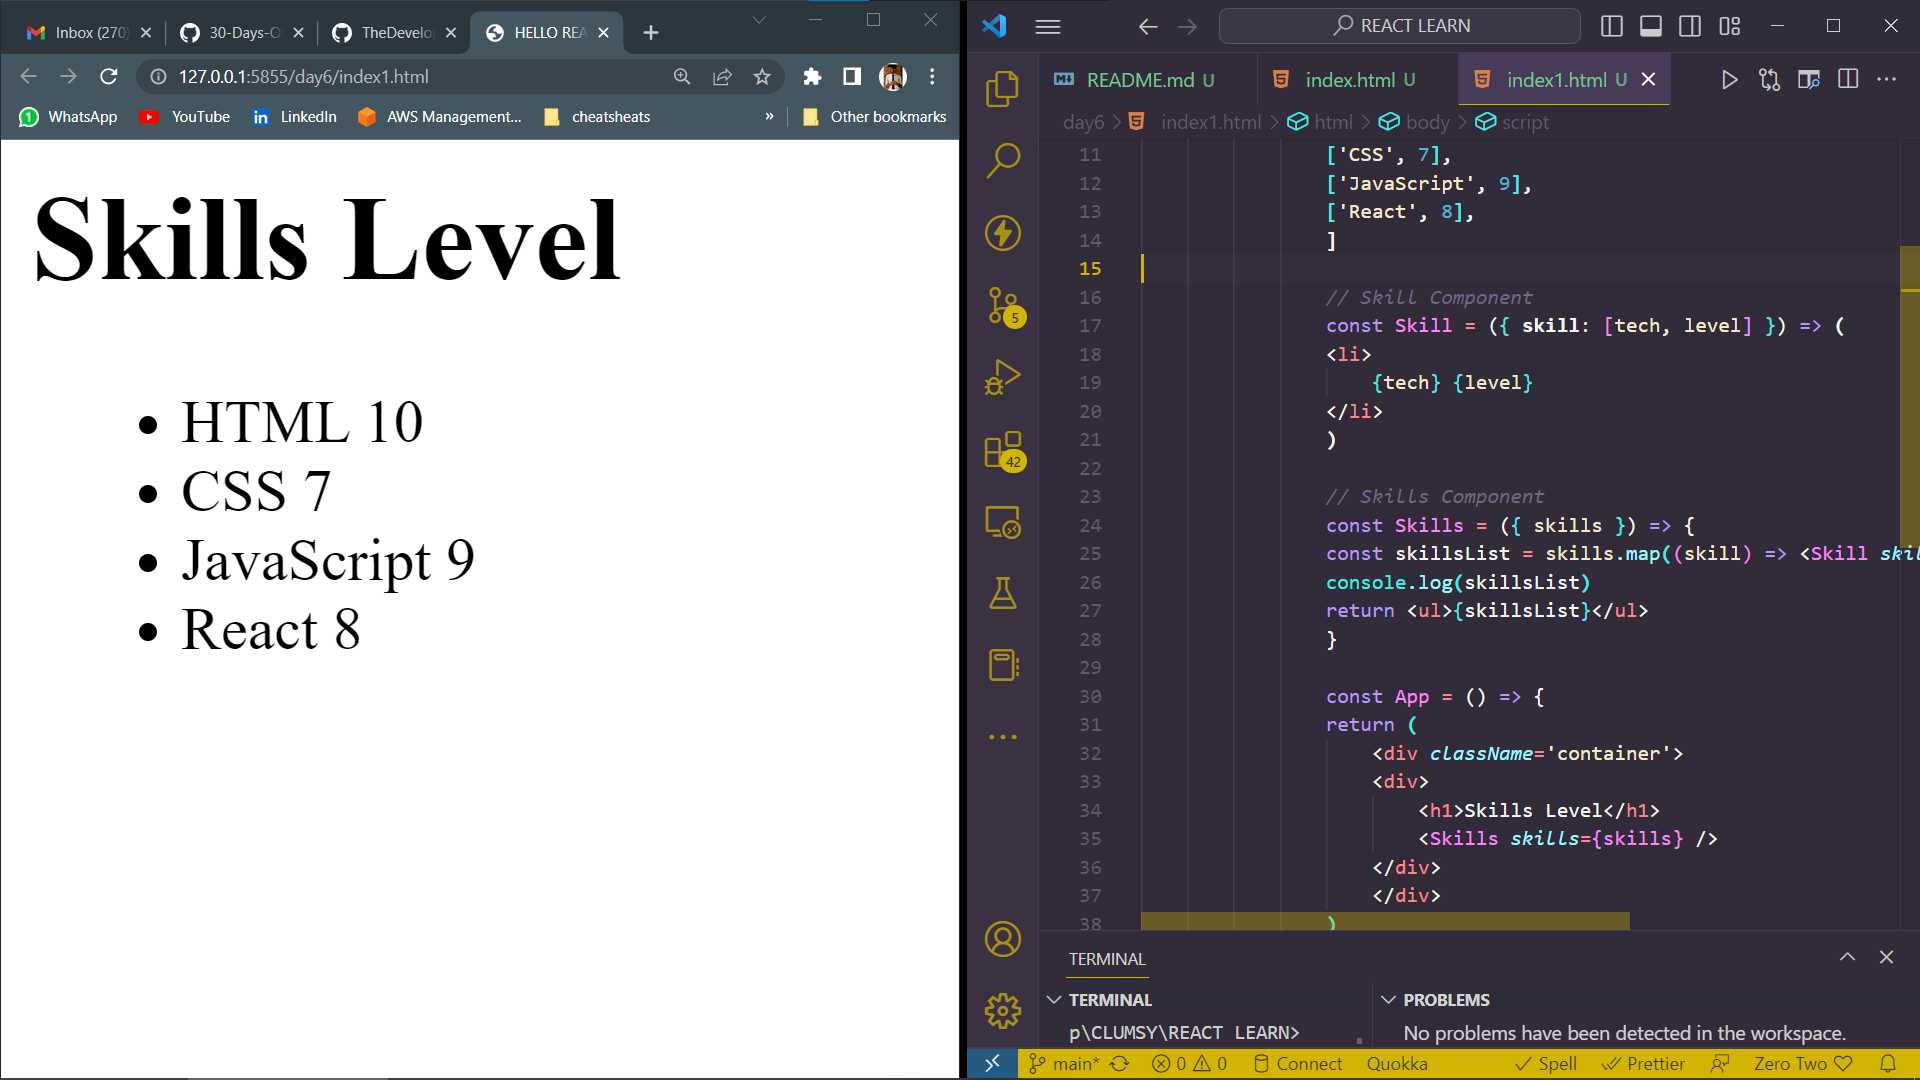 Inbox (270)
30-Days-O
TheDevelo
HELLO REA
127.0.0.1:5855/day6/index1.html
WhatsApp
YouTube
LinkedIn
AWS Management...
cheatsheats
»
Other bookmarks
Skills Level
• HTML 10
• CSS 7
• JavaScript 9
• React 8
REACT LEARN
README.md U
index.html U
index1.html U
day6 > index1.html > html > body > script
11 ['CSS', 7],
12 ['JavaScript', 9],
13 ['React', 8],
14 ]
15
16 // Skill Component
17 const Skill = ({ skill: [tech, level] }) => (
18 <li>
19 {tech} {level}
20 </li>
21 )
22
23 // Skills Component
24 const Skills = ({ skills }) => {
25 const skillsList = skills.map((skill) => <Skill skil
26 console.log(skillsList)
27 return <ul>{skillsList}</ul>
28 }
29
30 const App = () => {
31 return (
32 <div className='container'>
33 <div>
34 <h1>Skills Level</h1>
35 <Skills skills={skills} />
36 </div>
37 </div>
38 )
5
42
TERMINAL
TERMINAL
p\CLUMSY\REACT LEARN>
PROBLEMS
No problems have been detected in the workspace.
main*
0
0
Connect
Quokka
Spell
Prettier
Zero Two